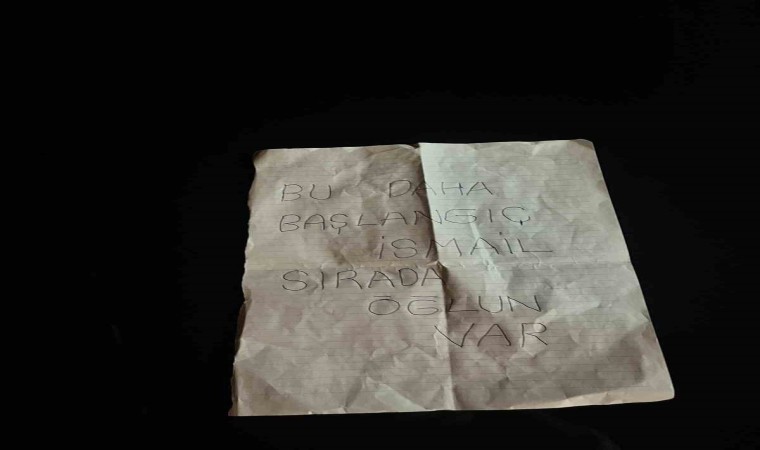 BU DAHA
BAŞLANGIÇ
İSMAİL
SIRADA
OĞLUN
VAR